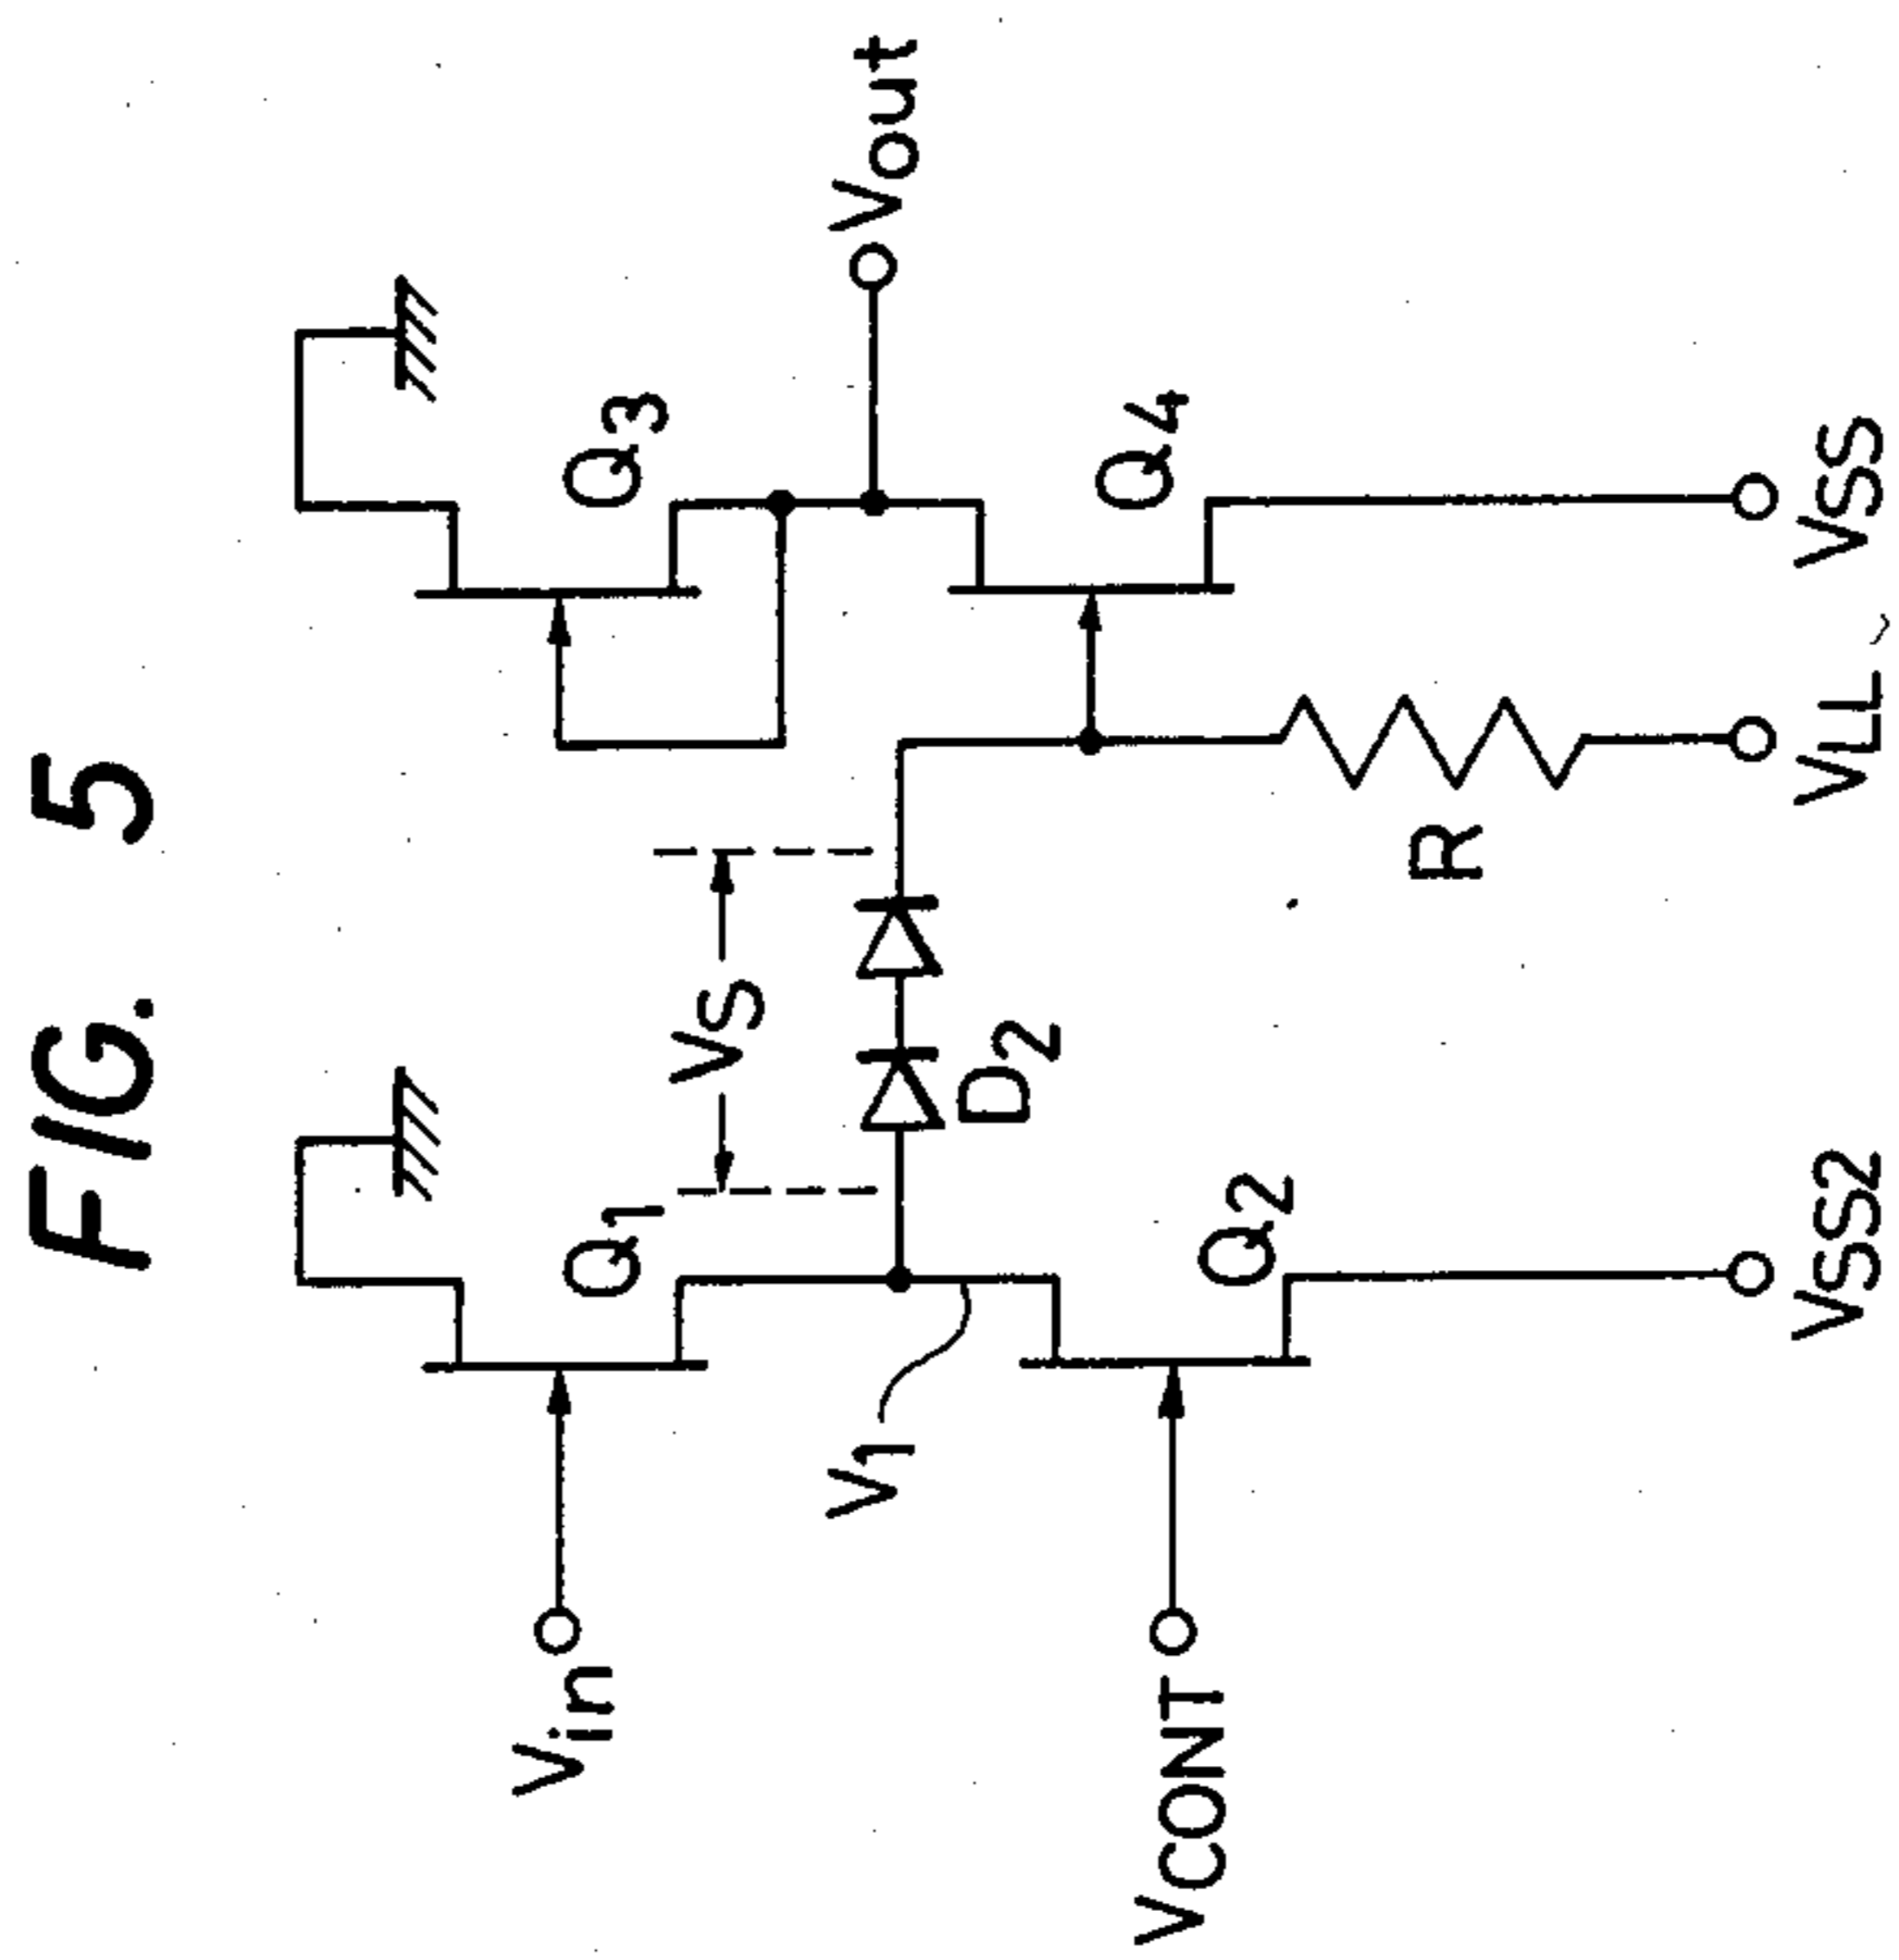 FIG. 5
Vin
Q1
Q3
VS
V1
D2
Vout
VCONT
Q2
Q4
R
VSS2
VLL
VSS